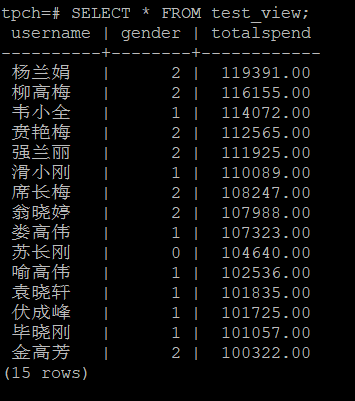 tpch=# SELECT * FROM test_view;
 username | gender | totalspend
----------+--------+------------
 杨兰娟   |      2 |  119391.00
 柳高梅   |      2 |  116155.00
 韦小全   |      1 |  114072.00
 贲艳梅   |      2 |  112565.00
 强兰丽   |      2 |  111925.00
 滑小刚   |      1 |  110089.00
 席长梅   |      2 |  108247.00
 翁晓婷   |      2 |  107988.00
 娄高伟   |      1 |  107323.00
 苏长刚   |      0 |  104640.00
 喻高伟   |      1 |  102536.00
 袁晓轩   |      1 |  101835.00
 伏成峰   |      1 |  101725.00
 毕晓刚   |      1 |  101057.00
 金高芳   |      2 |  100322.00
(15 rows)